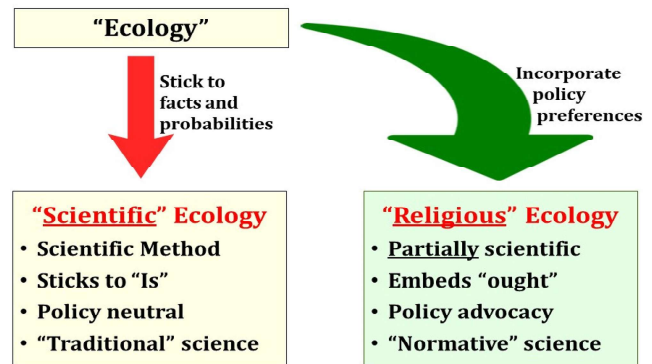 “Ecology”
Stick to
facts and
probabilities
Incorporate
policy
preferences
“Scientific” Ecology
• Scientific Method
• Sticks to “Is”
• Policy neutral
• “Traditional” science
“Religious” Ecology
• Partially scientific
• Embeds “ought”
• Policy advocacy
• “Normative” science